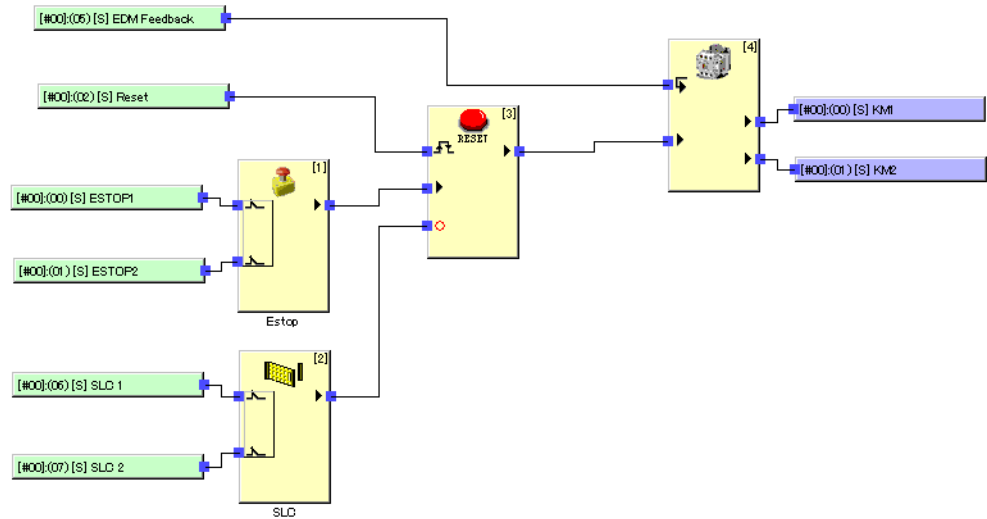 [#00]:(05) [S] EDM Feedback
[4]
[#00]:(02) [S] Reset
[#00]:(00) [S] KM1
[3]
RESET
[1]
[#00]:(01) [S] KM2
[#00]:(00) [S] ESTOP1
[#00]:(01) [S] ESTOP2
Estop
[2]
[#00]:(06) [S] SLC 1
[#00]:(07) [S] SLC 2
SLC